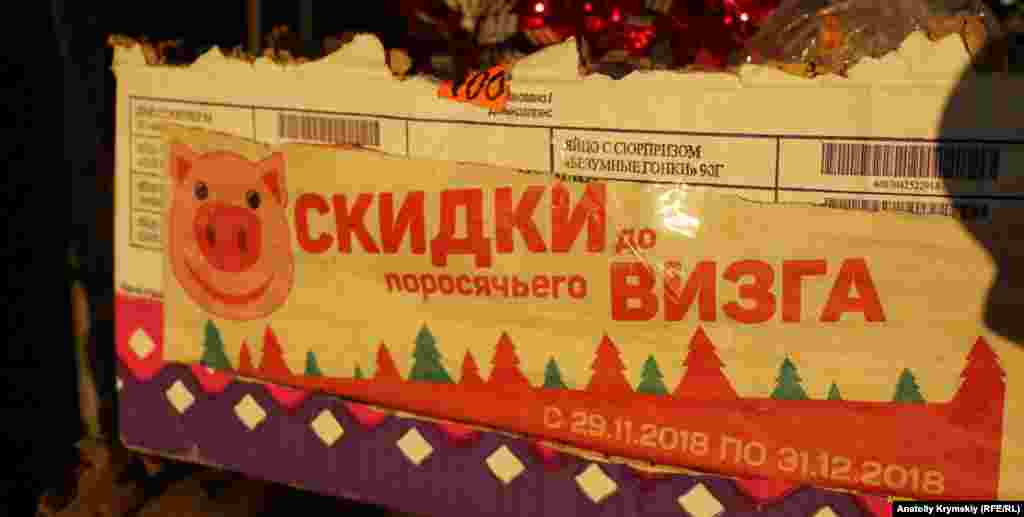 100
ЯЙЦО С СЮРПРИЗОМ
«БЕЗУМНЫЕ ГОНКИ» 90Г
СКИДКИ до
поросячьего ВИЗГА
С 29.11.2018 ПО 31.12.2018
Anatoliy Krymskiy (RFE/RL)